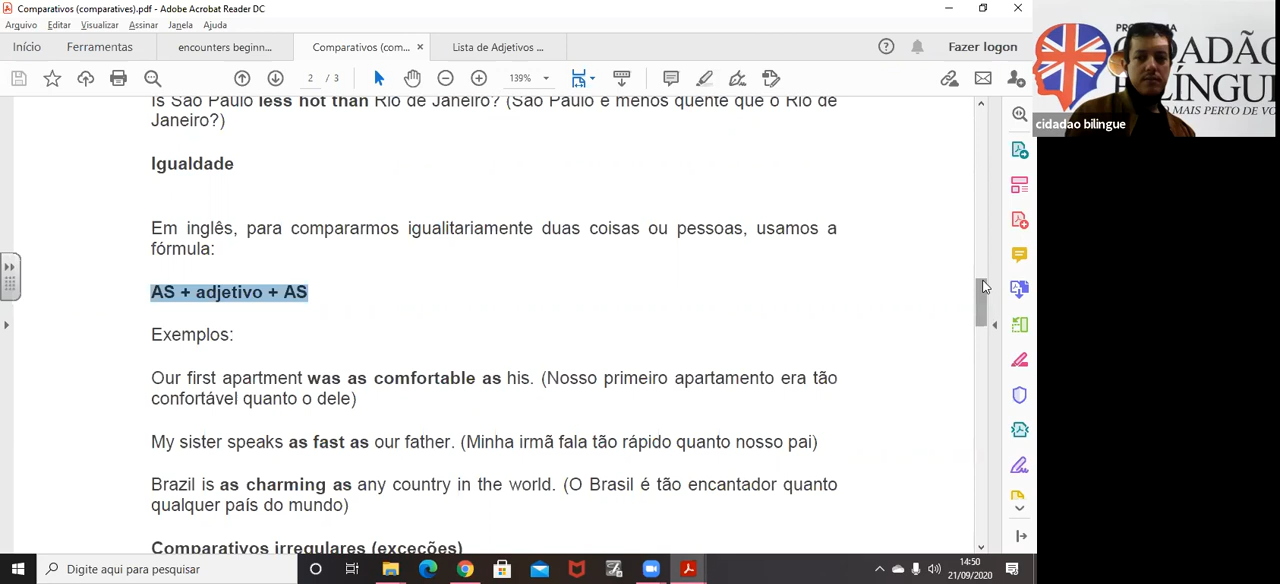 Comparativos (comparatives).pdf - Adobe Acrobat Reader DC
Arquivo Editar Visualizar Assinar Janela Ajuda
Início Ferramentas encounters beginn... Comparativos (com... × Lista de Adjetivos ... Fazer logon
2 / 3 139%
Is São Paulo less hot than Rio de Janeiro? (São Paulo é menos quente que o Rio de
Janeiro?)
Igualdade
Em inglês, para compararmos igualitariamente duas coisas ou pessoas, usamos a
fórmula:
AS + adjetivo + AS
Exemplos:
Our first apartment was as comfortable as his. (Nosso primeiro apartamento era tão
confortável quanto o dele)
My sister speaks as fast as our father. (Minha irmã fala tão rápido quanto nosso pai)
Brazil is as charming as any country in the world. (O Brasil é tão encantador quanto
qualquer país do mundo)
Comparativos irregulares (exceções)
MAIS PERTO DE VO
cidadao bilingue
Digite aqui para pesquisar
14:50
21/09/2020